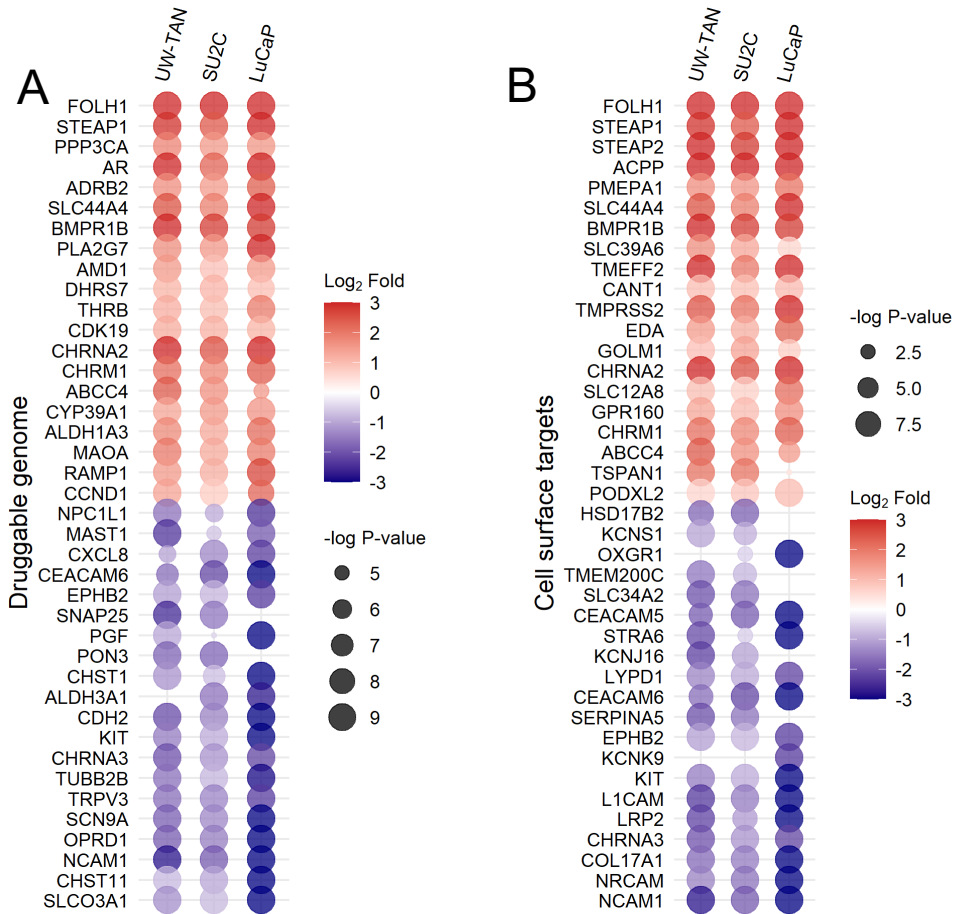 A
UW-TAN
SU2C
LuCaP
Druggable genome
FOLH1
STEAP1
PPP3CA
AR
ADRB2
SLC44A4
BMPR1B
PLA2G7
AMD1
DHRS7
THRB
CDK19
CHRNA2
CHRM1
ABCC4
CYP39A1
ALDH1A3
MAOA
RAMP1
CCND1
NPC1L1
MAST1
CXCL8
CEACAM6
EPHB2
SNAP25
PGF
PON3
CHST1
ALDH3A1
CDH2
KIT
CHRNA3
TUBB2B
TRPV3
SCN9A
OPRD1
NCAM1
CHST11
SLCO3A1
Log2 Fold
3
2
1
0
-1
-2
-3
-log P-value
5
6
7
8
9
B
UW-TAN
SU2C
LuCaP
Cell surface targets
FOLH1
STEAP1
STEAP2
ACPP
PMEPA1
SLC44A4
BMPR1B
SLC39A6
TMEFF2
CANT1
TMPRSS2
EDA
GOLM1
CHRNA2
SLC12A8
GPR160
CHRM1
ABCC4
TSPAN1
PODXL2
HSD17B2
KCNS1
OXGR1
TMEM200C
SLC34A2
CEACAM5
STRA6
KCNJ16
LYPD1
CEACAM6
SERPINA5
EPHB2
KCNK9
KIT
L1CAM
LRP2
CHRNA3
COL17A1
NRCAM
NCAM1
-log P-value
2.5
5.0
7.5
Log2 Fold
3
2
1
0
-1
-2
-3